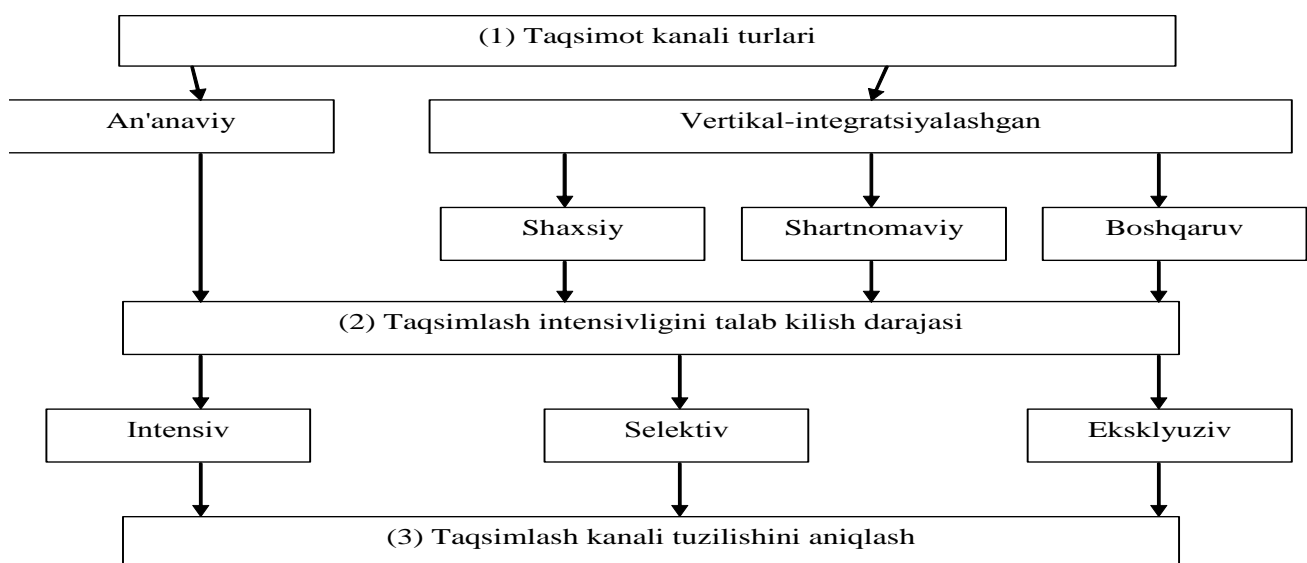 (1) Taqsimot kanali turlari
An'anaviy
Vertikal-integratsiyalashgan
Shaxsiy
Shartnomaviy
Boshqaruv
(2) Taqsimlash intensivligini talab kilish darajasi
Intensiv
Selektiv
Eksklyuziv
(3) Taqsimlash kanali tuzilishini aniqlash